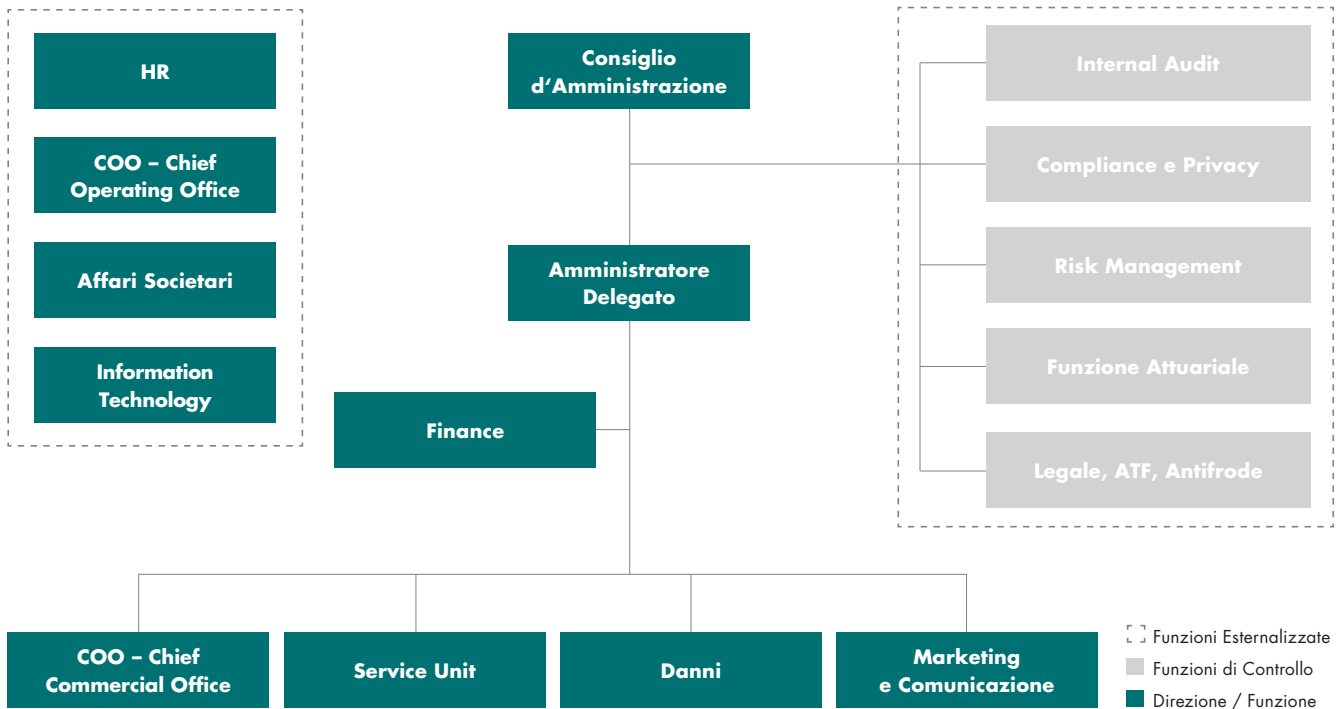 HR
COO – Chief
Operating Office
Affari Societari
Information
Technology
Consiglio
d‘Amministrazione
Amministratore
Delegato
Finance
Internal Audit
Compliance e Privacy
Risk Management
Funzione Attuariale
Legale, ATF, Antifrode
COO – Chief
Commercial Office
Service Unit
Danni
Marketing
e Comunicazione
Funzioni Esternalizzate
Funzioni di Controllo
Direzione / Funzione